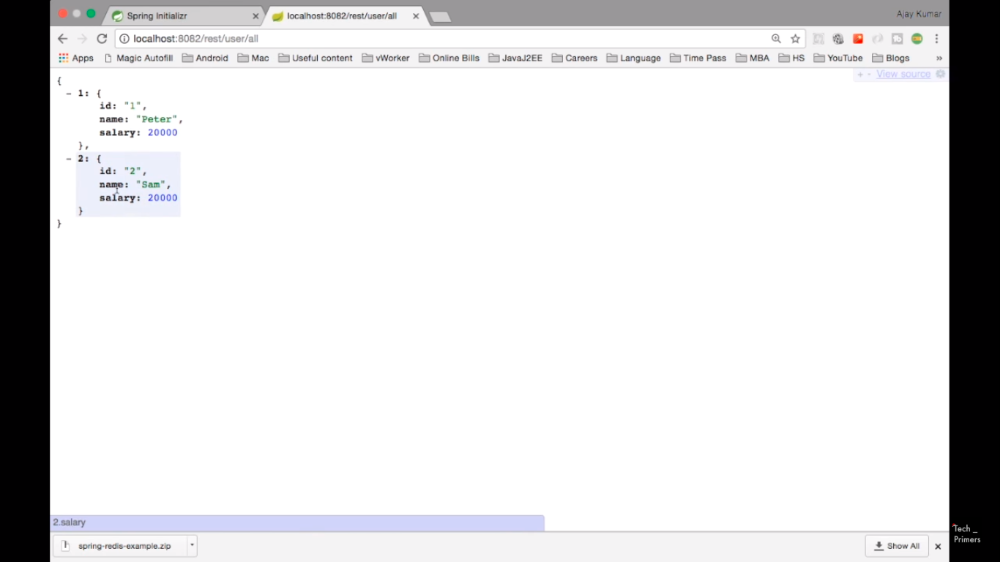 Spring Initializr
localhost:8082/rest/user/all
Ajay Kumar
localhost:8082/rest/user/all
Apps Magic Autofill Android Mac Useful content vWorker Online Bills JavaJ2EE Careers Language Time Pass MBA HS YouTube Blogs »
+ - View source
{
− 1: {
id: "1",
name: "Peter",
salary: 20000
},
− 2: {
id: "2",
name: "Sam",
salary: 20000
}
}
2.salary
spring-redis-example.zip
Show All
Tech _
Primers